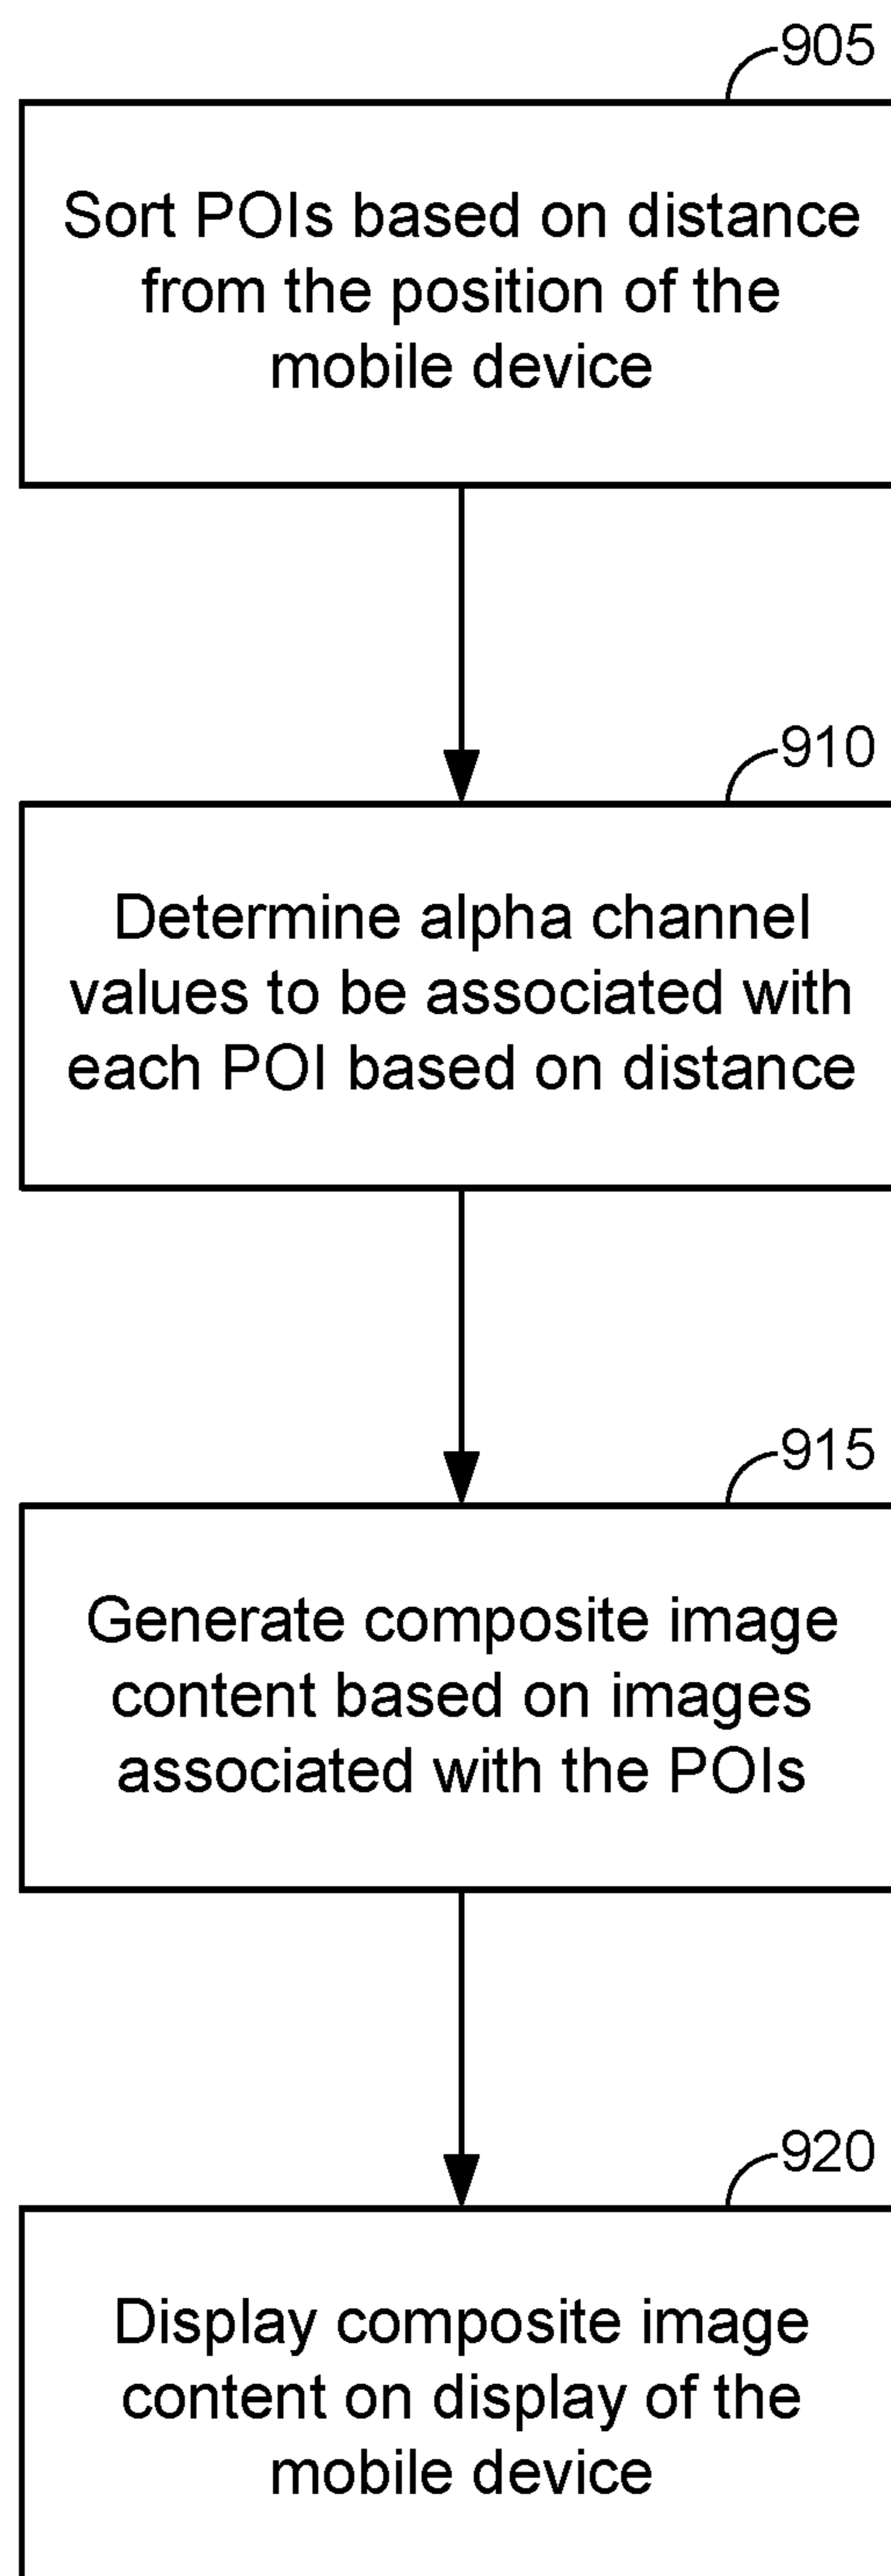 905
Sort POIs based on distance
from the position of the
mobile device
910
Determine alpha channel
values to be associated with
each POI based on distance
915
Generate composite image
content based on images
associated with the POIs
920
Display composite image
content on display of the
mobile device